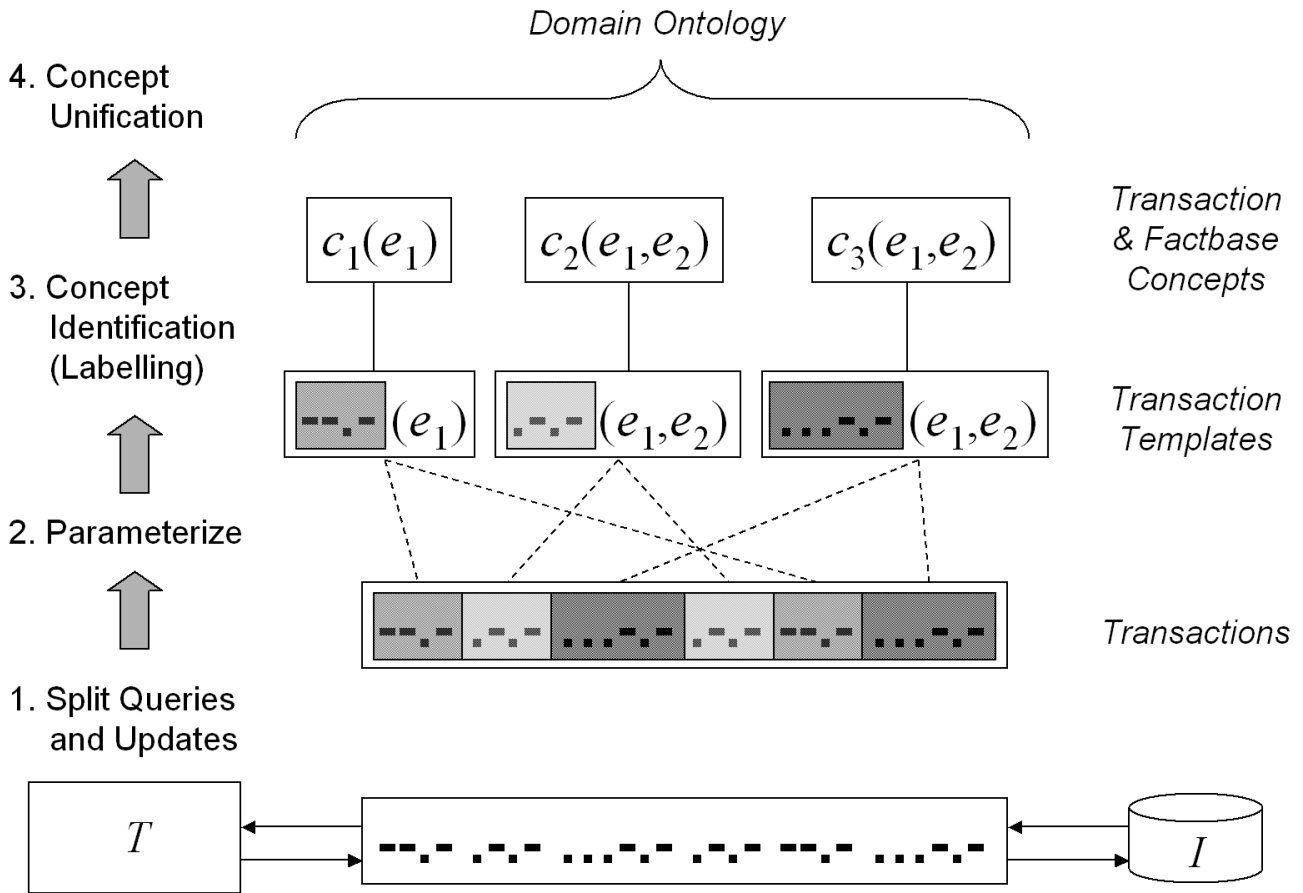 Domain Ontology
4. Concept
Unification
Transaction
& Factbase
Concepts
c1(e1)
c2(e1,e2)
c3(e1,e2)
3. Concept
Identification
(Labelling)
(e1)
(e1,e2)
(e1,e2)
Transaction
Templates
2. Parameterize
Transactions
1. Split Queries
and Updates
T
I